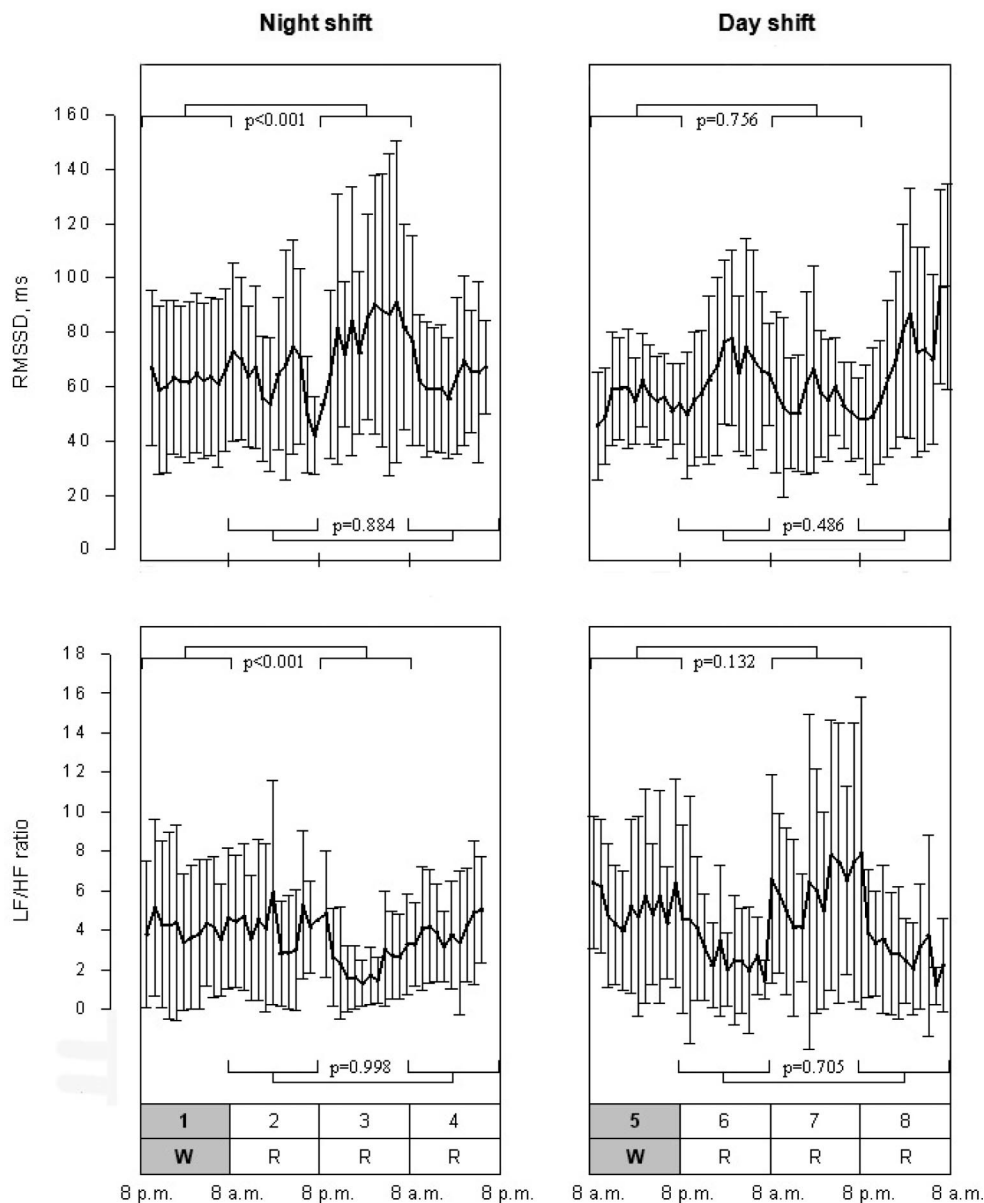 Night shift Day shift
160
140
120
100
80
60
40
20
0
RMSSD, ms
p<0.001 p=0.756
p=0.884 p=0.486
18
16
14
12
10
8
6
4
2
0
LF/HF ratio
p<0.001 p=0.132
p=0.998 p=0.705
1 2 3 4 5 6 7 8
W R R R W R R R
8 p.m. 8 a.m. 8 p.m. 8 a.m. 8 p.m. 8 a.m. 8 p.m. 8 a.m. 8 p.m. 8 a.m.